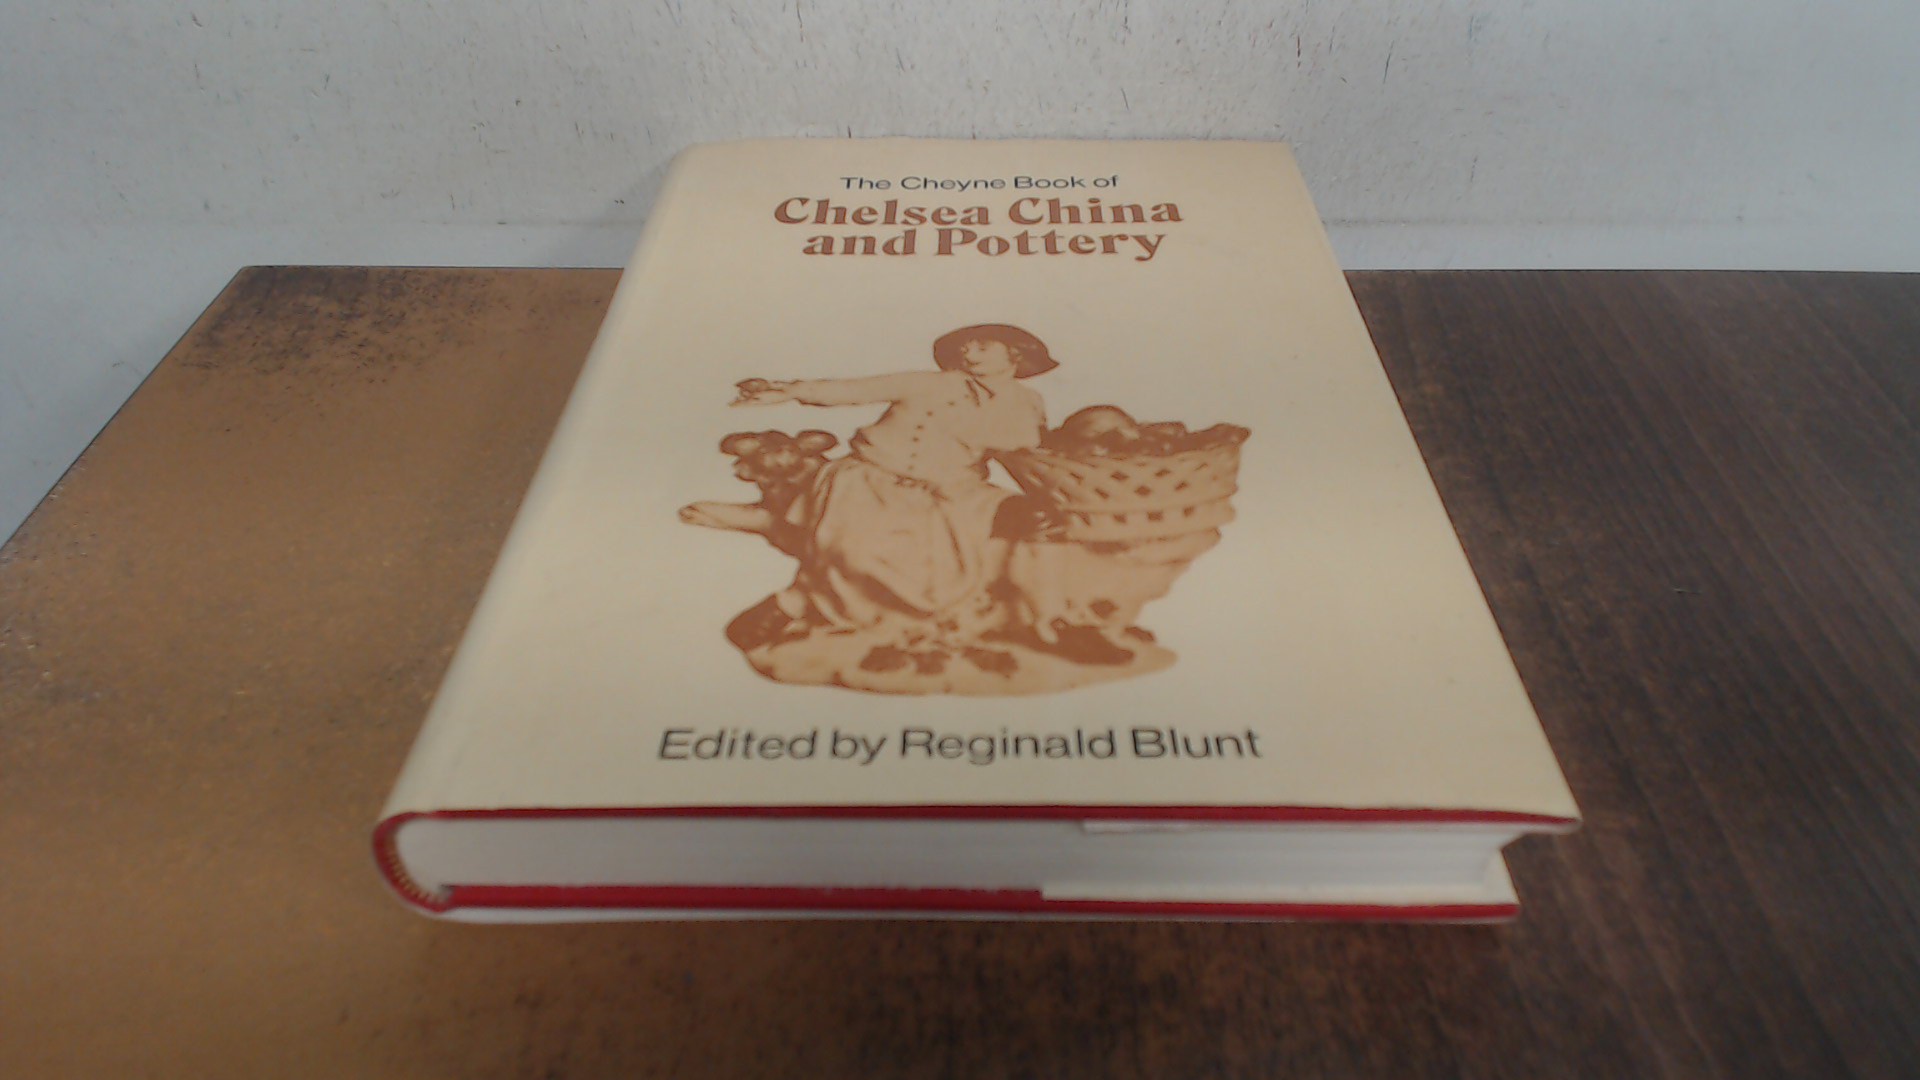 The Cheyne Book of
Chelsea China
and Pottery
Edited by Reginald Blunt